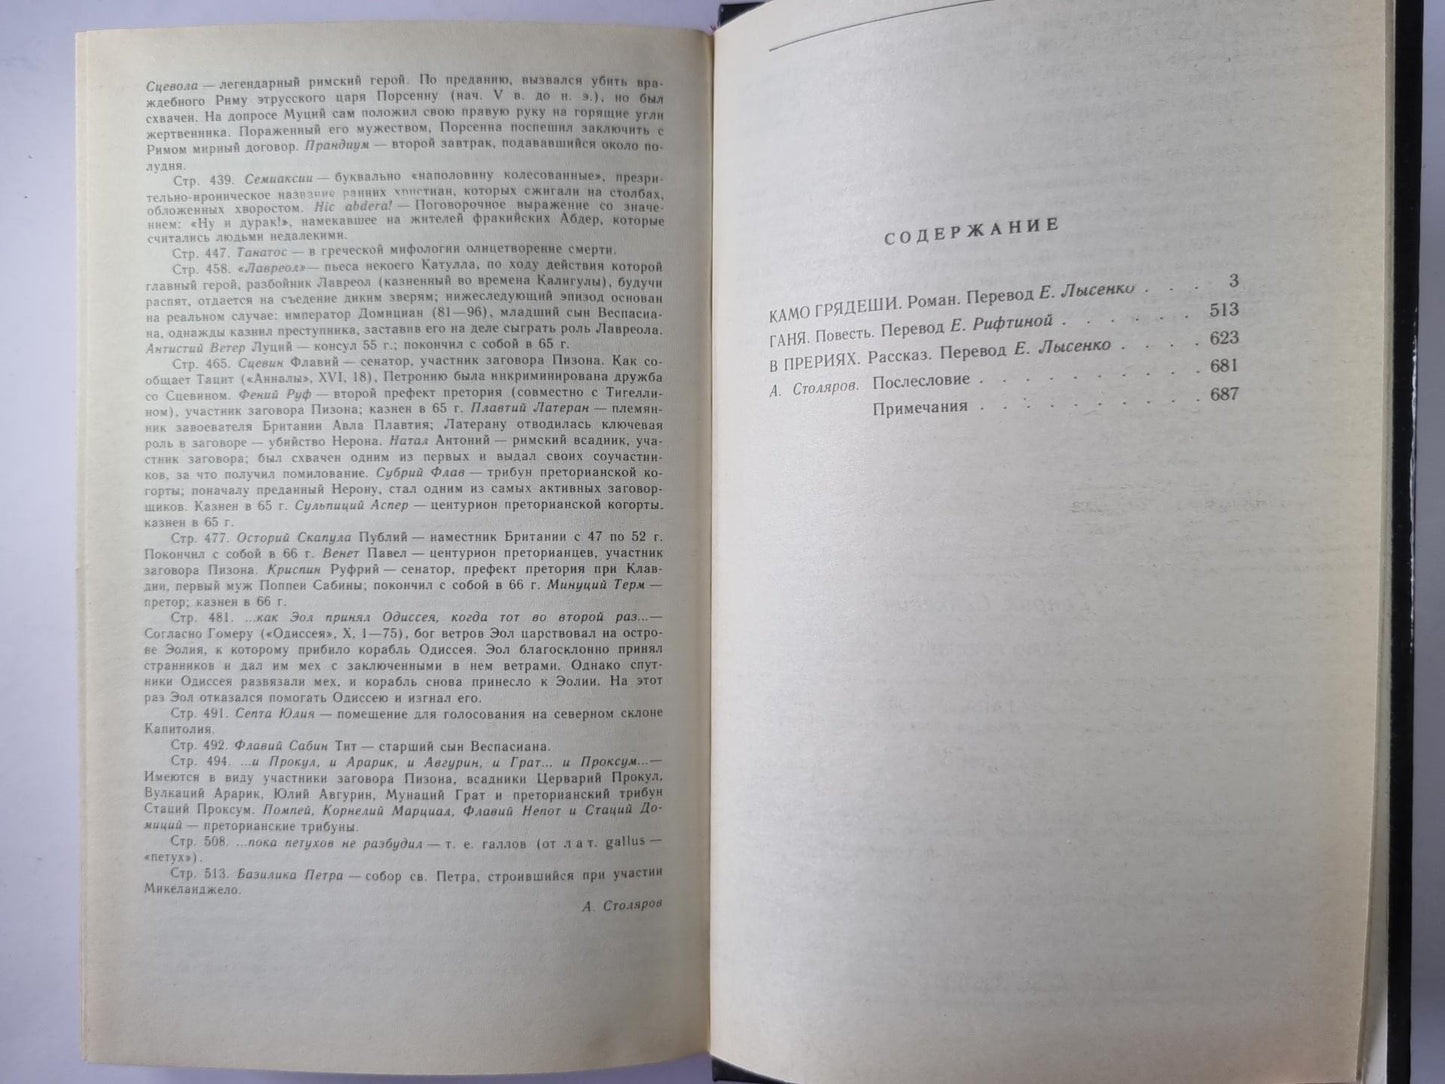 Сцевола — легендарный римский герой. По преданию, вызвался убить вра-
ждебного Риму этрусского царя Порсенну (нач. V в. до н. э.), но был
схвачен. На допросе Муций сам положил свою правую руку на горящие угли
жертвенника. Пораженный его мужеством, Порсенна поспешил заключить с
Римом мирный договор. Прандиум — второй завтрак, подававшийся около по-
лудня.
Стр. 439. Семиаксии — буквально «наполовину колесованные», презри-
тельно-ироническое название ранних христиан, которых сжигали на столбах,
обложенных хворостом. Hic abdera! — Поговорочное выражение со значе-
нием: «Ну и дурак!», намекавшее на жителей фракийских Абдер, которые
считались людьми недалекими.
Стр. 447. Танатос — в греческой мифологии олицетворение смерти.
Стр. 458. «Лавреол» — пьеса некоего Катулла, по ходу действия которой
главный герой, разбойник Лавреол (казненный во времена Калигулы), будучи
распят, отдается на съедение диким зверям; нижеследующий эпизод основан
на реальном случае: император Домициан (81—96), младший сын Веспасиа-
на, однажды казнил преступника, заставив его на деле сыграть роль Лавреола.
Антистий Ветер Луций — консул 55 г.; покончил с собой в 65 г.
Стр. 465. Сцевин Флавий — сенатор, участник заговора Пизона. Как со-
общает Тацит («Анналы», XVI, 18), Петронию была инкриминирована дружба
со Сцевином. Фений Руф — второй префект претория (совместно с Тигелли-
ном), участник заговора Пизона; казнен в 65 г. Плавтий Латеран — племян-
ник завоевателя Британии Авла Плавтия; Латерану отводилась ключевая
роль в заговоре — убийство Нерона. Натал Антоний — римский всадник, уча-
стник заговора; был схвачен одним из первых и выдал своих соучастни-
ков, за что получил помилование. Субрий Флав — трибун преторианской ко-
горты; поначалу преданный Нерону, стал одним из самых активных заговор-
щиков. Казнен в 65 г. Сульпиций Аспер — центурион преторианской когорты.
казнен в 65 г.
Стр. 477. Осторий Скапула Публий — наместник Британии с 47 по 52 г.
Покончил с собой в 66 г. Венет Павел — центурион преторианцев, участник
заговора Пизона. Криспин Руфрий — сенатор, префект претория при Клав-
дии, первый муж Поппеи Сабины; покончил с собой в 66 г. Минуций Терм —
претор; казнен в 66 г.
Стр. 481. ...как Эол принял Одиссея, когда тот во второй раз...—
Согласно Гомеру («Одиссея», X, 1—75), бог ветров Эол царствовал на остро-
ве Эолия, к которому прибило корабль Одиссея. Эол благосклонно принял
странников и дал им мех с заключенными в нем ветрами. Однако спут-
ники Одиссея развязали мех, и корабль снова принесло к Эолии. На этот
раз Эол отказался помогать Одиссею и изгнал его.
Стр. 491. Септа Юлия — помещение для голосования на северном склоне
Капитолия.
Стр. 492. Флавий Сабин Тит — старший сын Веспасиана.
Стр. 494. ...и Прокул, и Арарик, и Авгурин, и Грат... и Проксум...—
Имеются в виду участники заговора Пизона, всадники Церварий Прокул,
Вулкаций Арарик, Юлий Авгурин, Мунаций Грат и преторианский трибун
Стаций Проксум. Помпей, Корнелий Марциал, Флавий Непот и Стаций До-
миций — преторианские трибуны.
Стр. 508. ...пока петухов не разбудил — т. е. галлов (от лат. gallus —
«петух»).
Стр. 513. Базилика Петра — собор св. Петра, строившийся при участии
Микеланджело.
А. Столяров
СОДЕРЖАНИЕ
КАМО ГРЯДЕШИ. Роман. Перевод Е. Лысенко . . . 3
ГАНЯ. Повесть. Перевод Е. Рифтиной . . . . . . 513
В ПРЕРИЯХ. Рассказ. Перевод Е. Лысенко . . . . 623
А. Столяров. Послесловие . . . . . . . . . . 681
Примечания . . . . . . . . . . 687